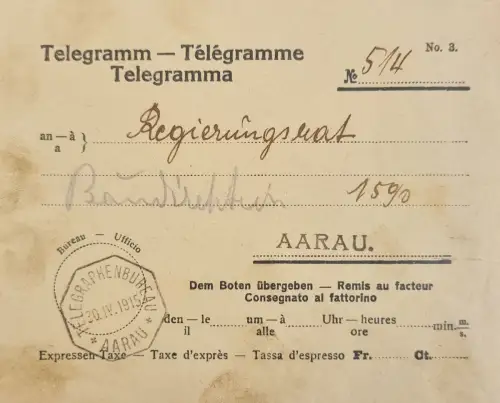 Telegramm — Télégramme
Telegramma
No. 3.
№ 514
an — à
a
Regierungsrat
Baudirektion 1590
Bureau — Ufficio
TELEGRAPHENBUREAU
20.IV.1915
* AARAU *
AARAU.
Dem Boten übergeben — Remis au facteur
Consegnato al fattorino
den — le um — à Uhr — heures m.
il alle ore min. s.
Expressen Taxe — Taxe d'exprès — Tassa d'espresso Fr. Ct.